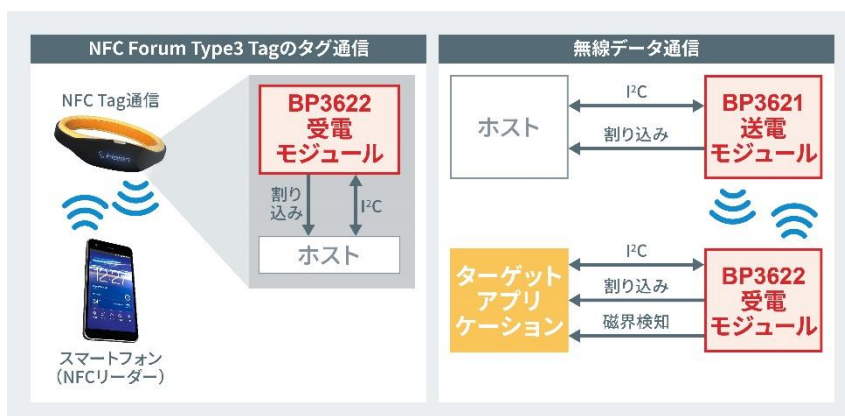 NFC Forum Type3 Tagのタグ通信
NFC Tag通信
BP3622
受電
モジュール
割り
込み
I²C
ホスト
12:27
スマートフォン
（NFCリーダー）
無線データ通信
ホスト
I²C
割り込み
BP3621
送電
モジュール
ターゲット
アプリ
ケーション
I²C
割り込み
磁界検知
BP3622
受電
モジュール